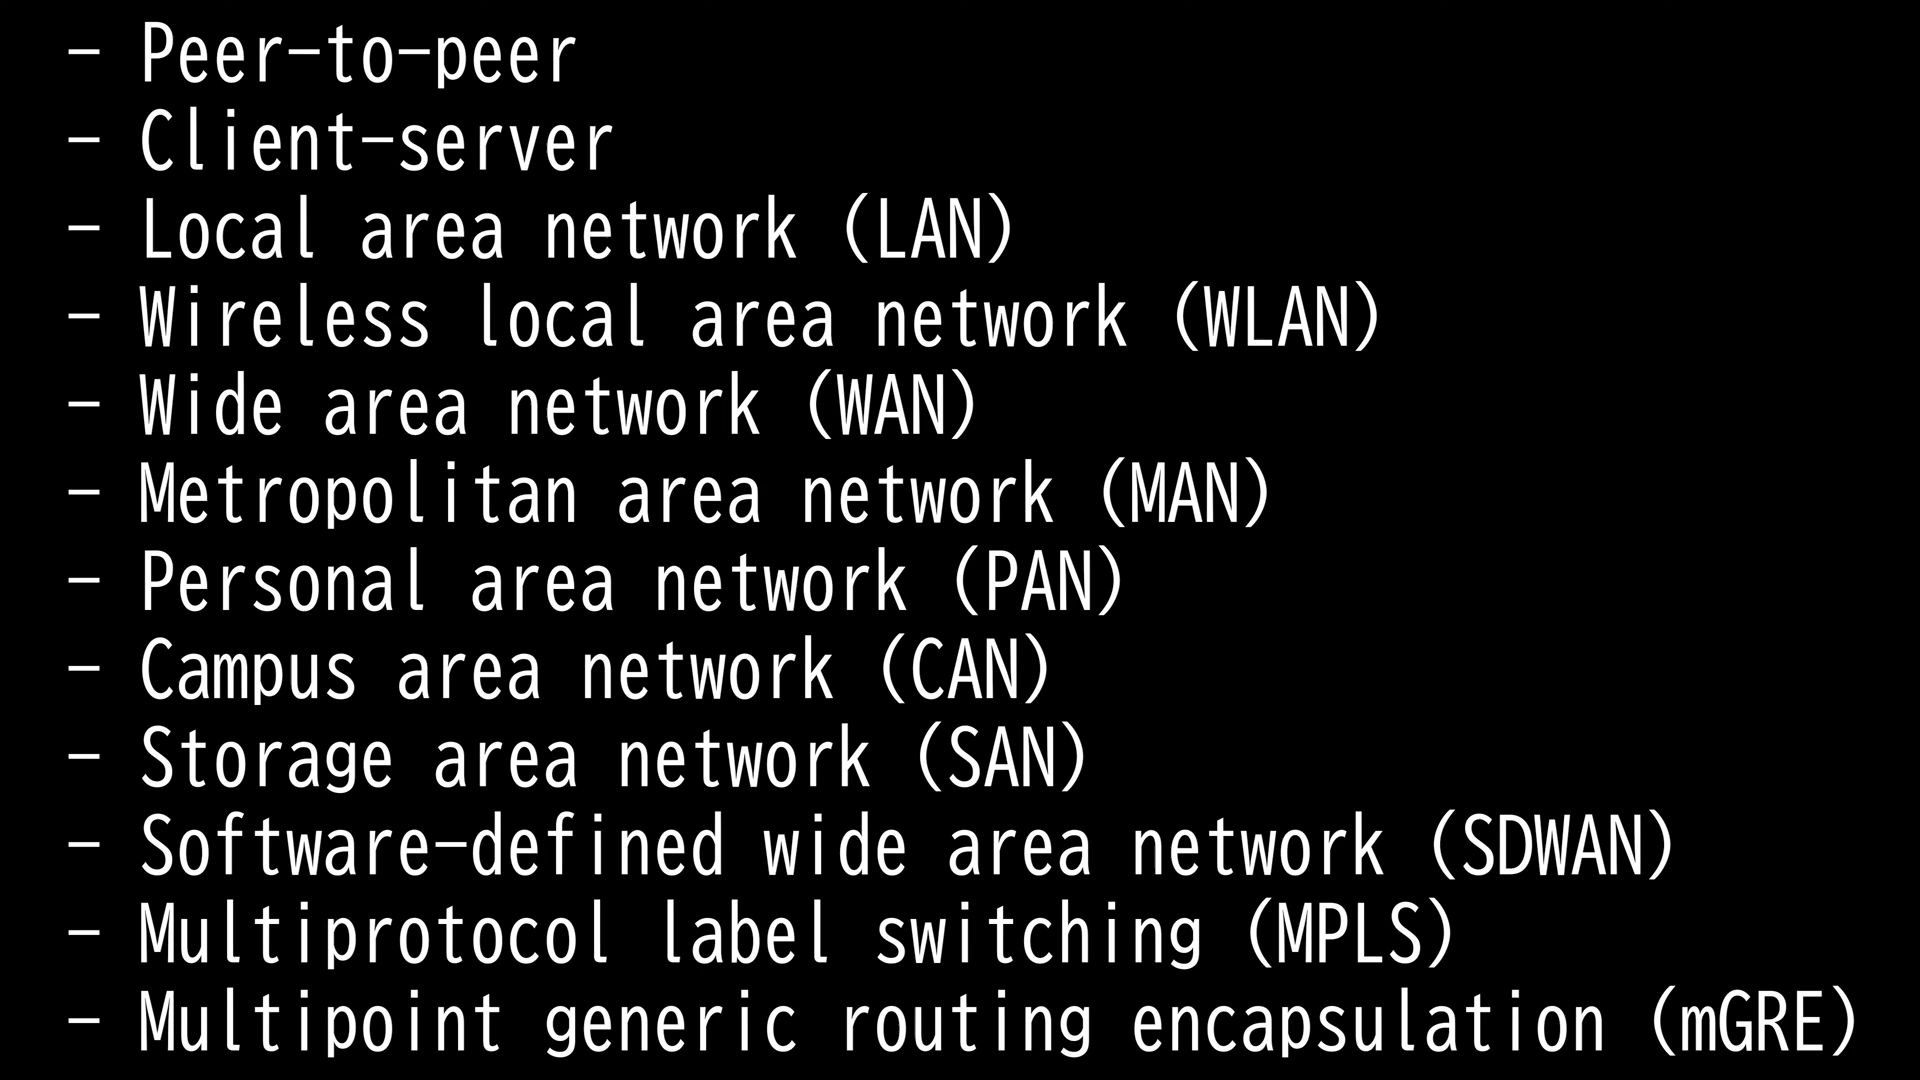 - Peer-to-peer
- Client-server
- Local area network (LAN)
- Wireless local area network (WLAN)
- Wide area network (WAN)
- Metropolitan area network (MAN)
- Personal area network (PAN)
- Campus area network (CAN)
- Storage area network (SAN)
- Software-defined wide area network (SDWAN)
- Multiprotocol label switching (MPLS)
- Multipoint generic routing encapsulation (mGRE)